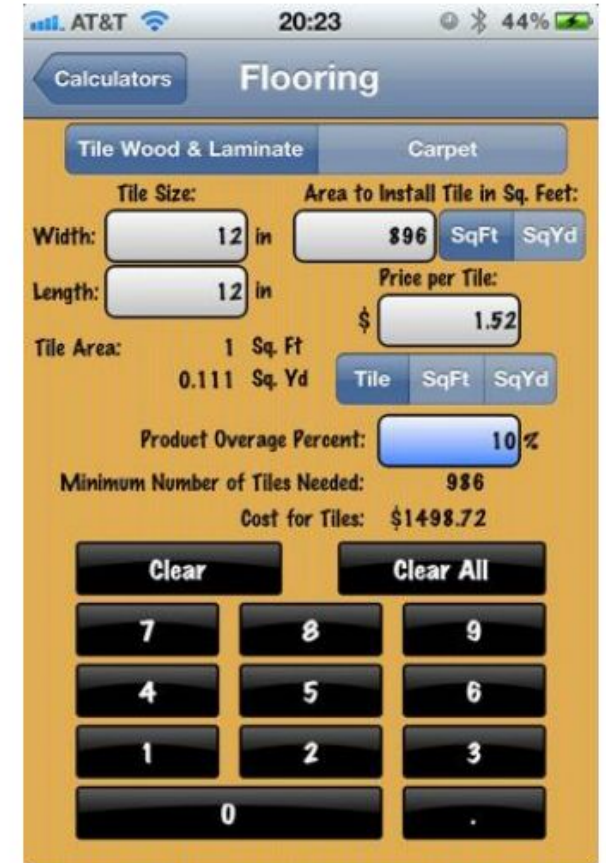 AT&T 20:23 44%
Calculators Flooring
Tile Wood & Laminate Carpet
Tile Size: Area to Install Tile in Sq. Feet:
Width: 12 in 896 SqFt SqYd
Length: 12 in Price per Tile:
$ 1.52
Tile Area: 1 Sq. Ft
0.111 Sq. Yd Tile SqFt SqYd
Product Overage Percent: 10 %
Minimum Number of Tiles Needed: 986
Cost for Tiles: $1498.72
Clear Clear All
7 8 9
4 5 6
1 2 3
0 .